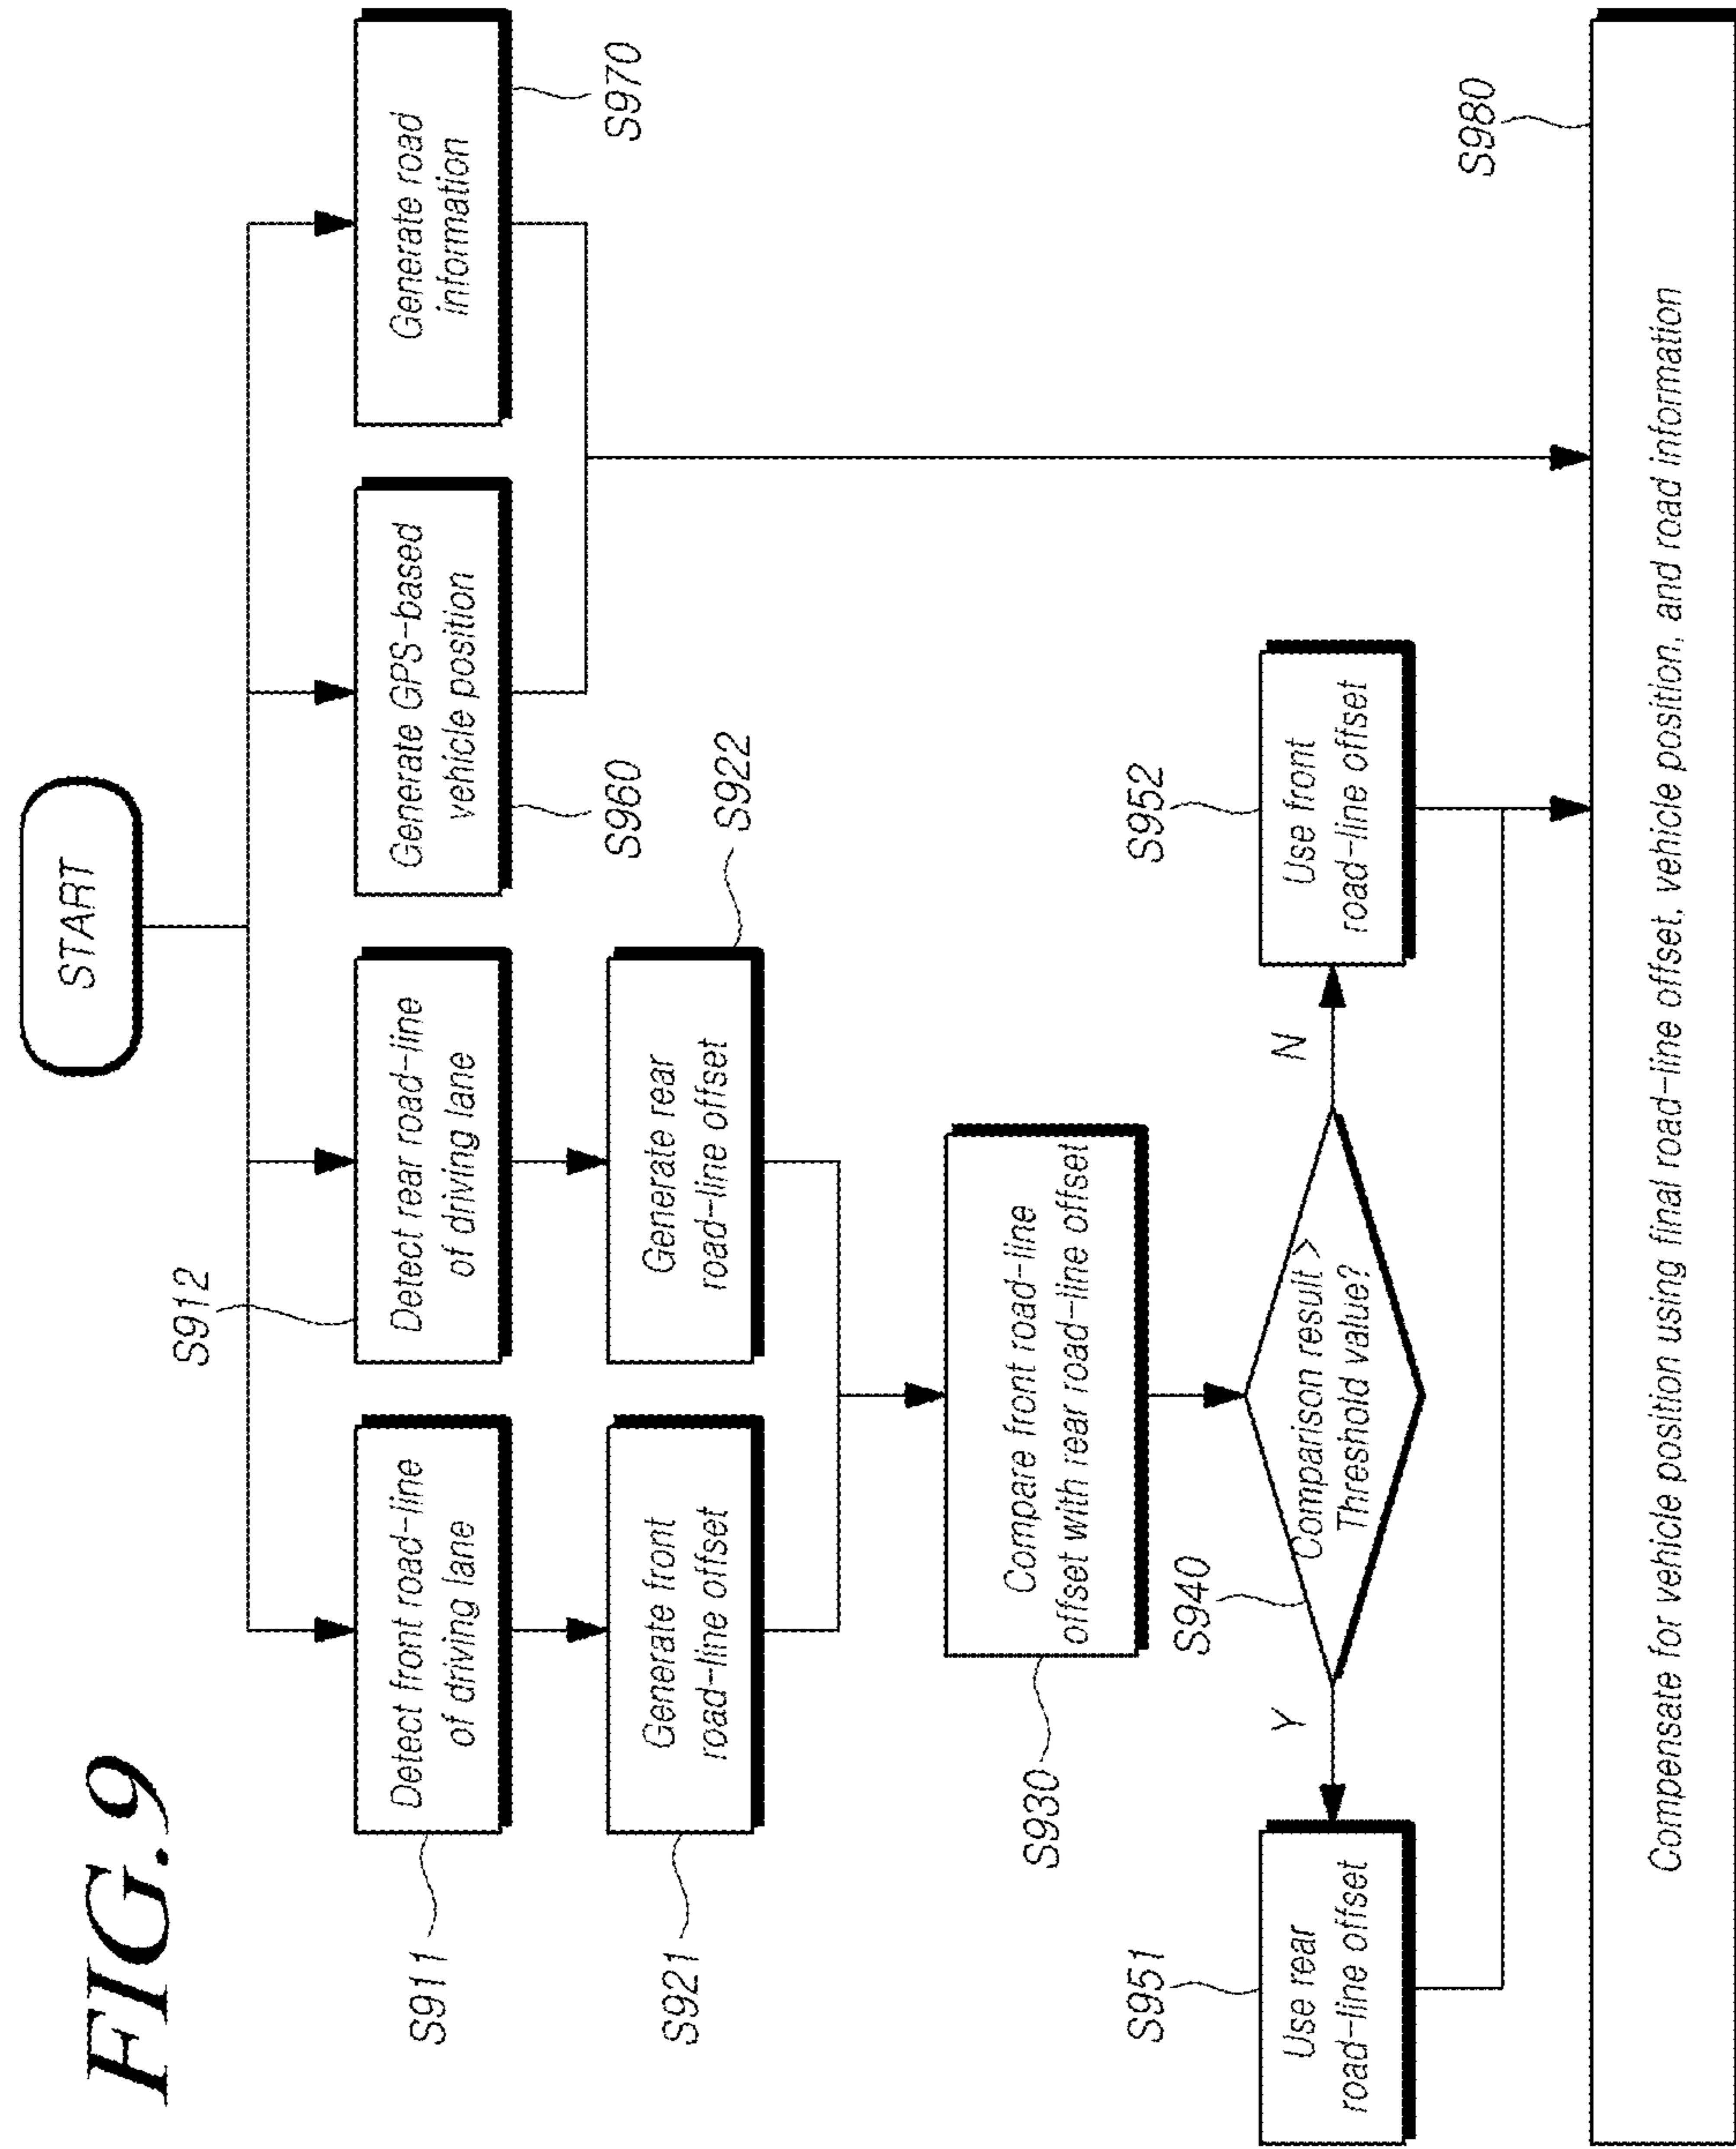 FIG.9
START
S912
Detect front road-line
of driving lane
Detect rear road-line
of driving lane
Generate GPS-based
vehicle position
Generate road
information
S911
S960
S970
Generate front
road-line offset
Generate rear
road-line offset
S921
S922
Compare front road-line
offset with rear road-line offset
S930
S940
Comparison result >
Threshold value?
Y
N
S951
Use rear
road-line offset
S952
Use front
road-line offset
S980
Compensate for vehicle position using final road-line offset, vehicle position, and road information